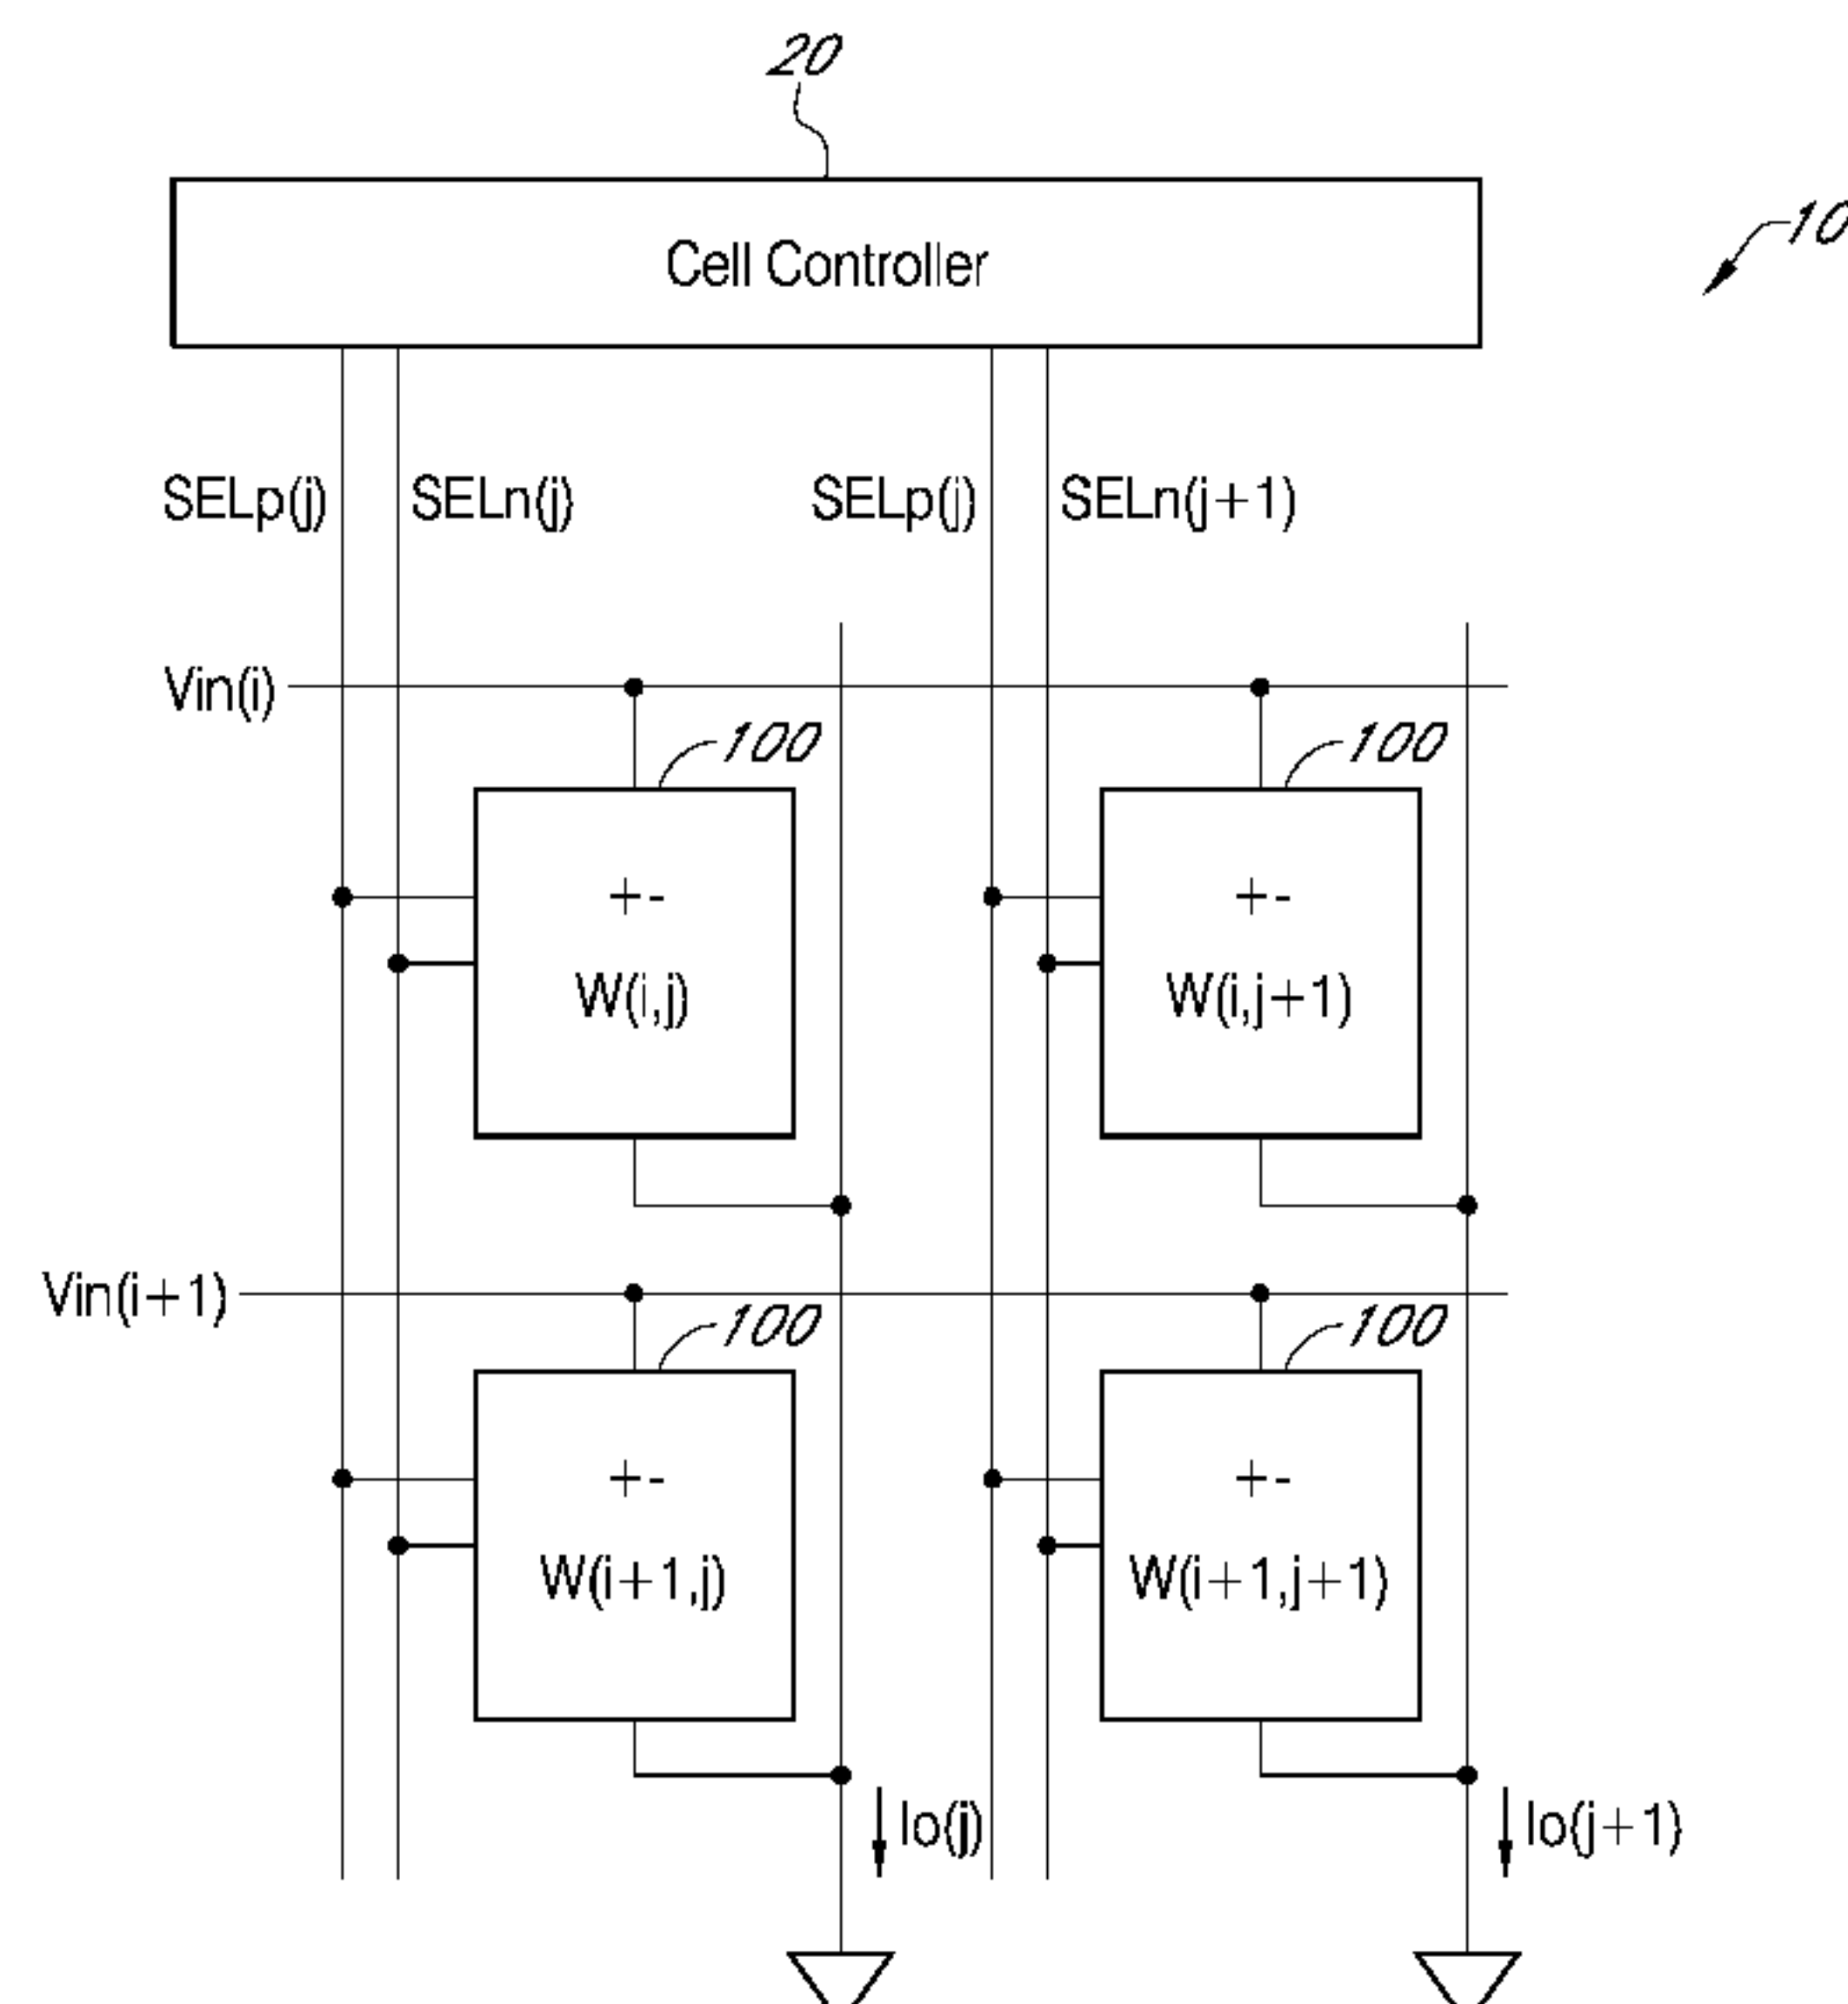 20
Cell Controller
10
SELp(j) SELn(j) SELp(j) SELn(j+1)
Vin(i)
100 100
+- +-
W(i,j) W(i,j+1)
Vin(i+1)
100 100
+- +-
W(i+1,j) W(i+1,j+1)
Io(j) Io(j+1)